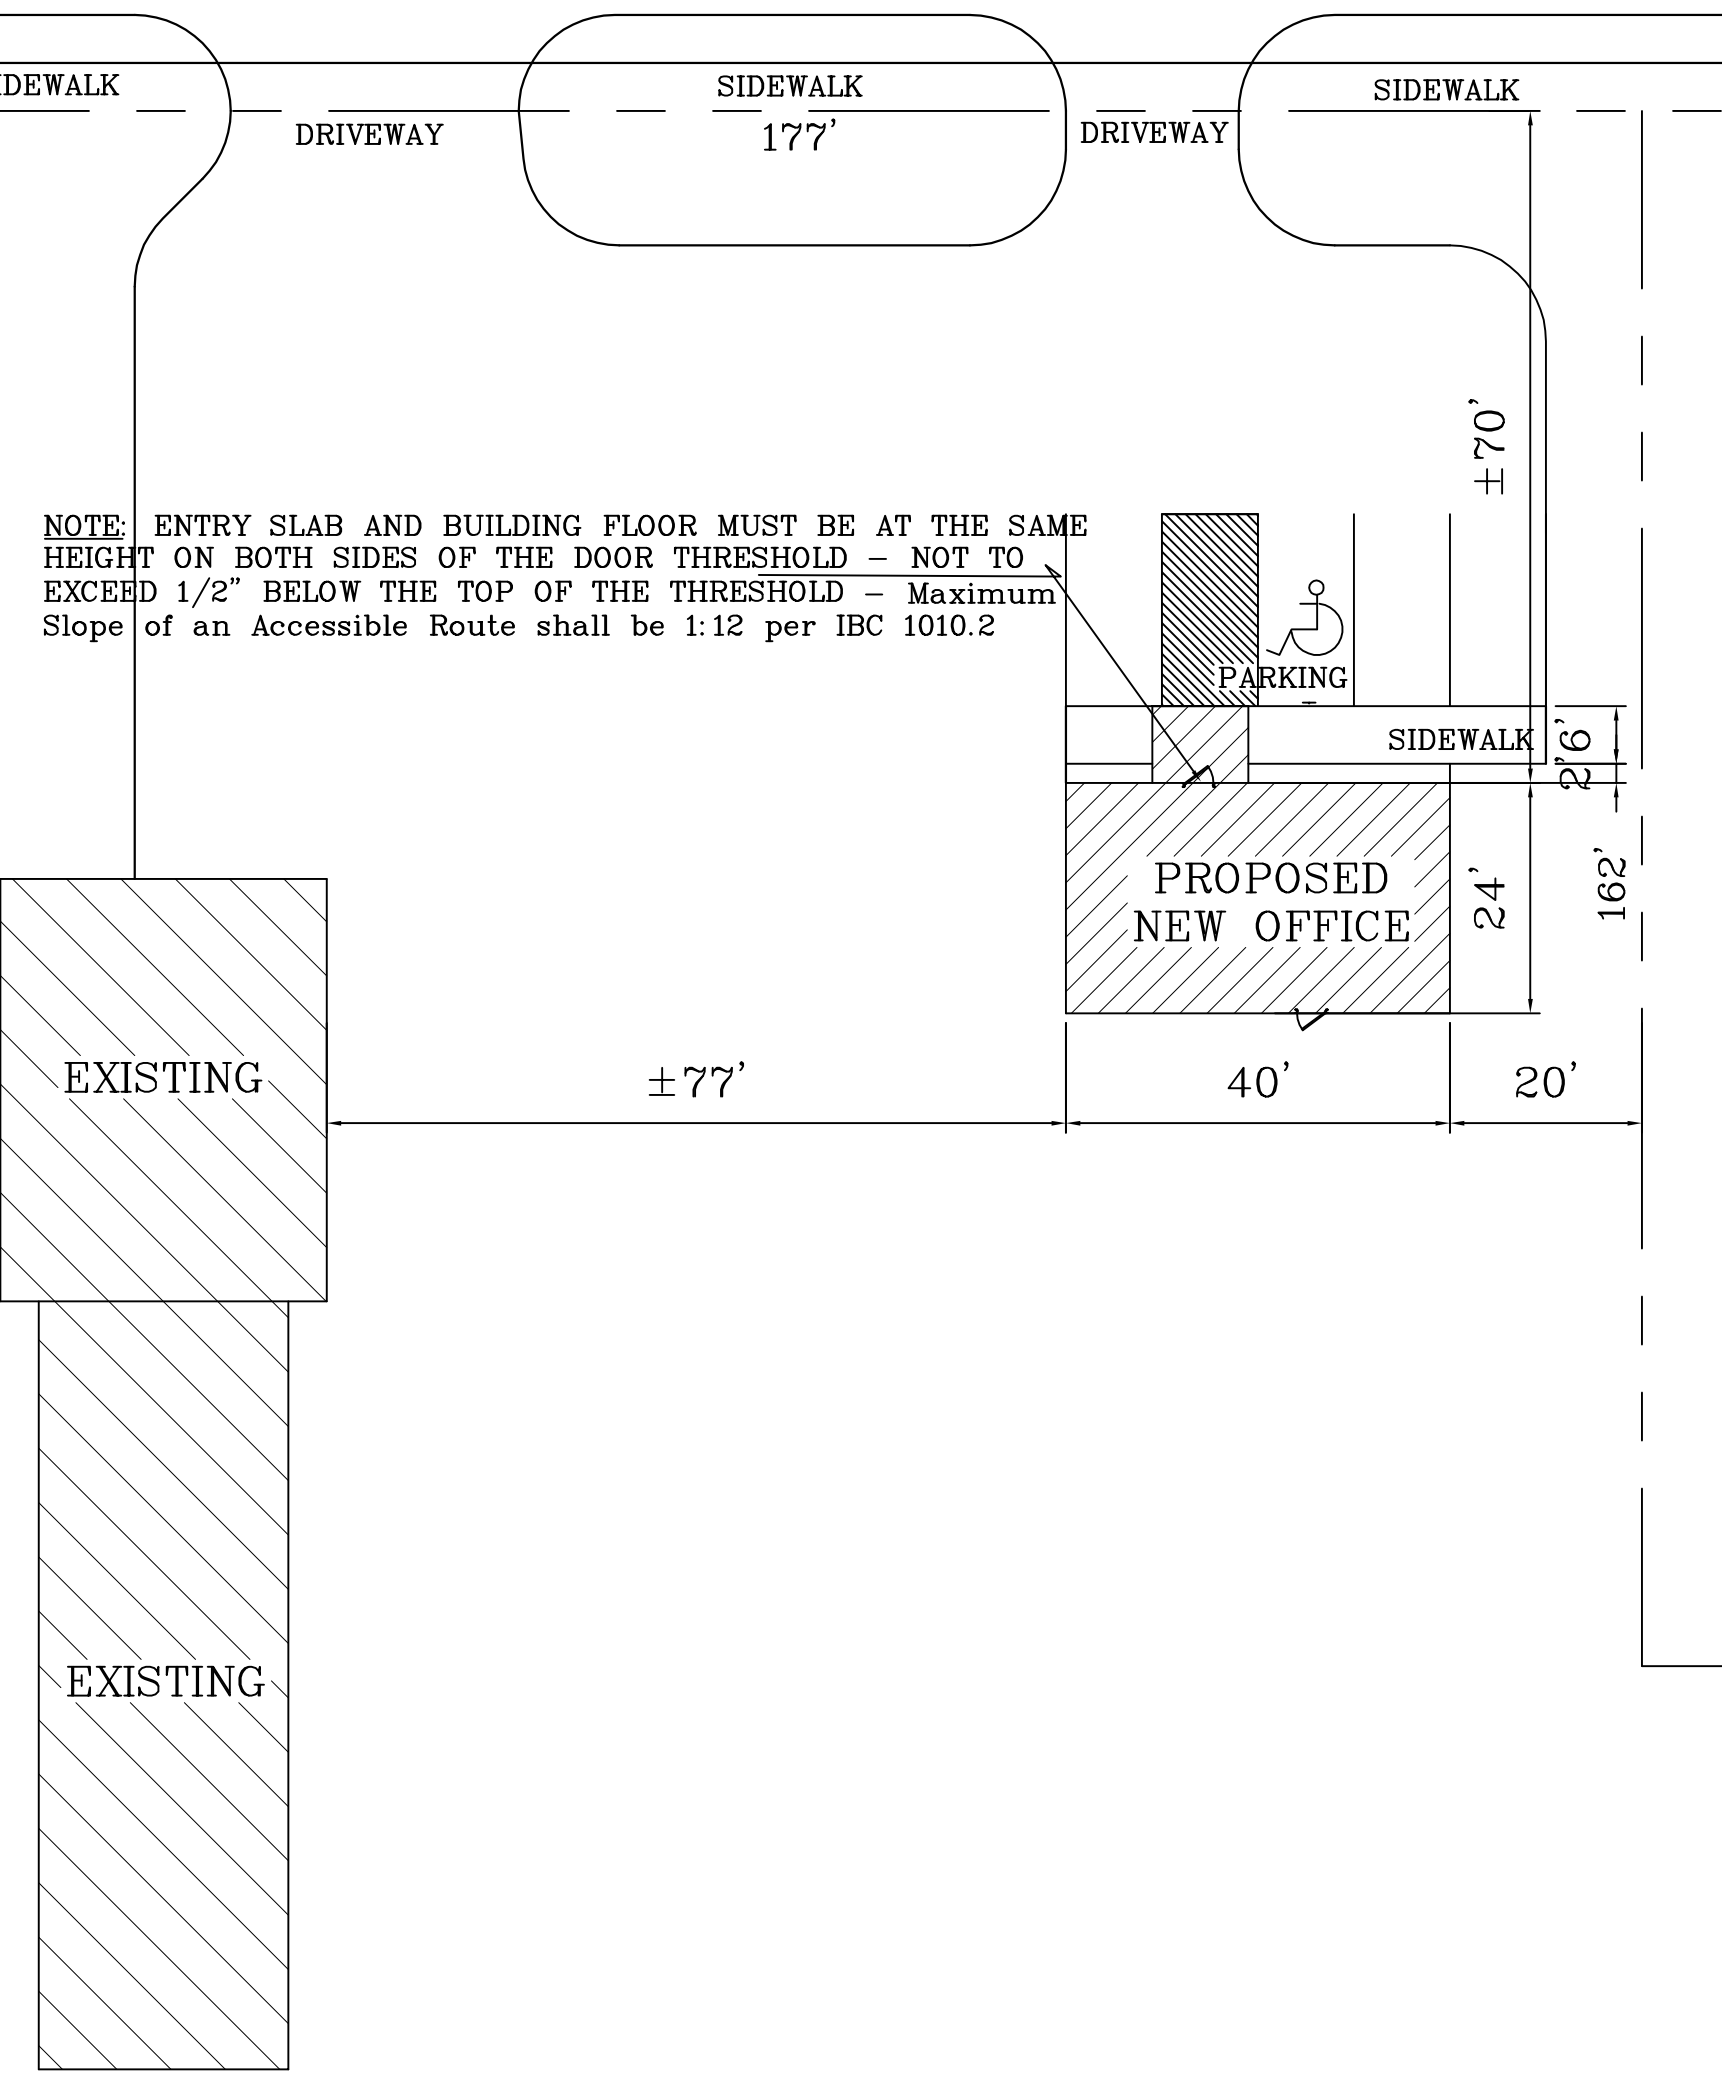 SIDEWALK
SIDEWALK
DRIVEWAY
177'
DRIVEWAY
±70'
NOTE: ENTRY SLAB AND BUILDING FLOOR MUST BE AT THE SAME
HEIGHT ON BOTH SIDES OF THE DOOR THRESHOLD – NOT TO
EXCEED 1/2" BELOW THE TOP OF THE THRESHOLD – Maximum
Slope of an Accessible Route shall be 1:12 per IBC 1010.2
PARKING
SIDEWALK
2'6'
PROPOSED
NEW OFFICE
24'
162'
EXISTING
±77'
40'
20'
EXISTING